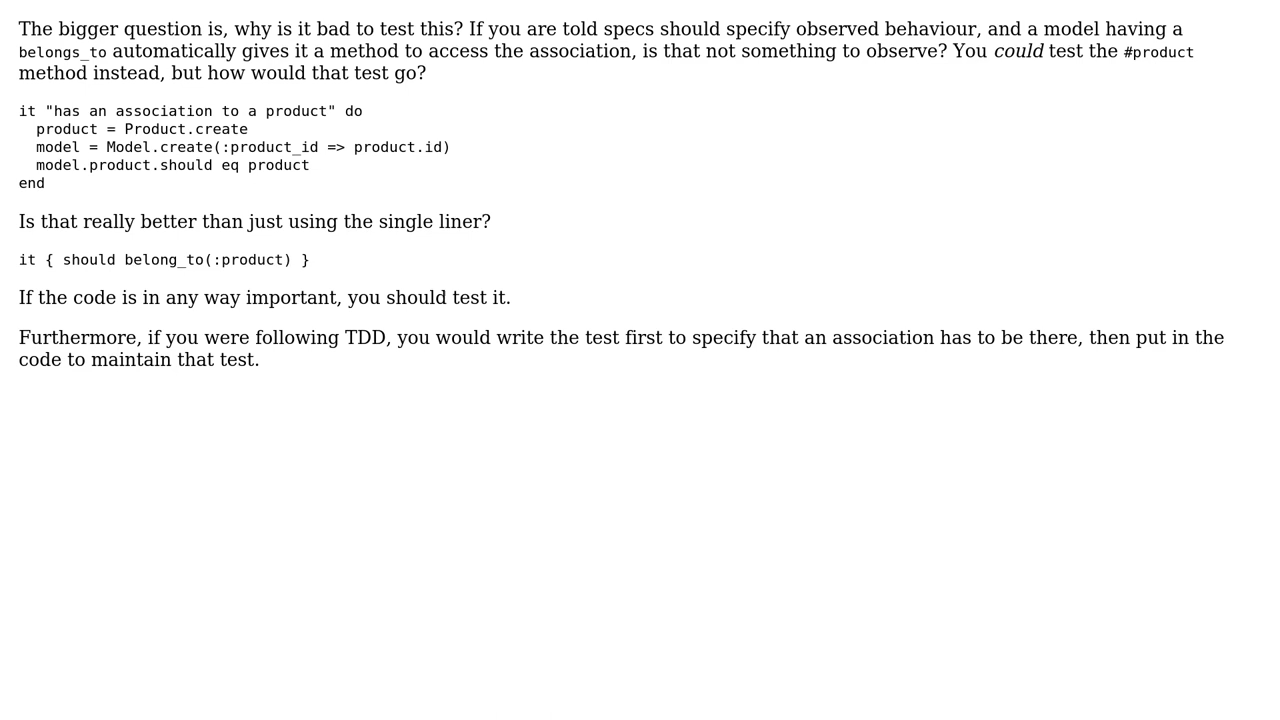 The bigger question is, why is it bad to test this? If you are told specs should specify observed behaviour, and a model having a
belongs_to automatically gives it a method to access the association, is that not something to observe? You could test the #product
method instead, but how would that test go?
it "has an association to a product" do
  product = Product.create
  model = Model.create(:product_id => product.id)
  model.product.should eq product
end
Is that really better than just using the single liner?
it { should belong_to(:product) }
If the code is in any way important, you should test it.
Furthermore, if you were following TDD, you would write the test first to specify that an association has to be there, then put in the
code to maintain that test.